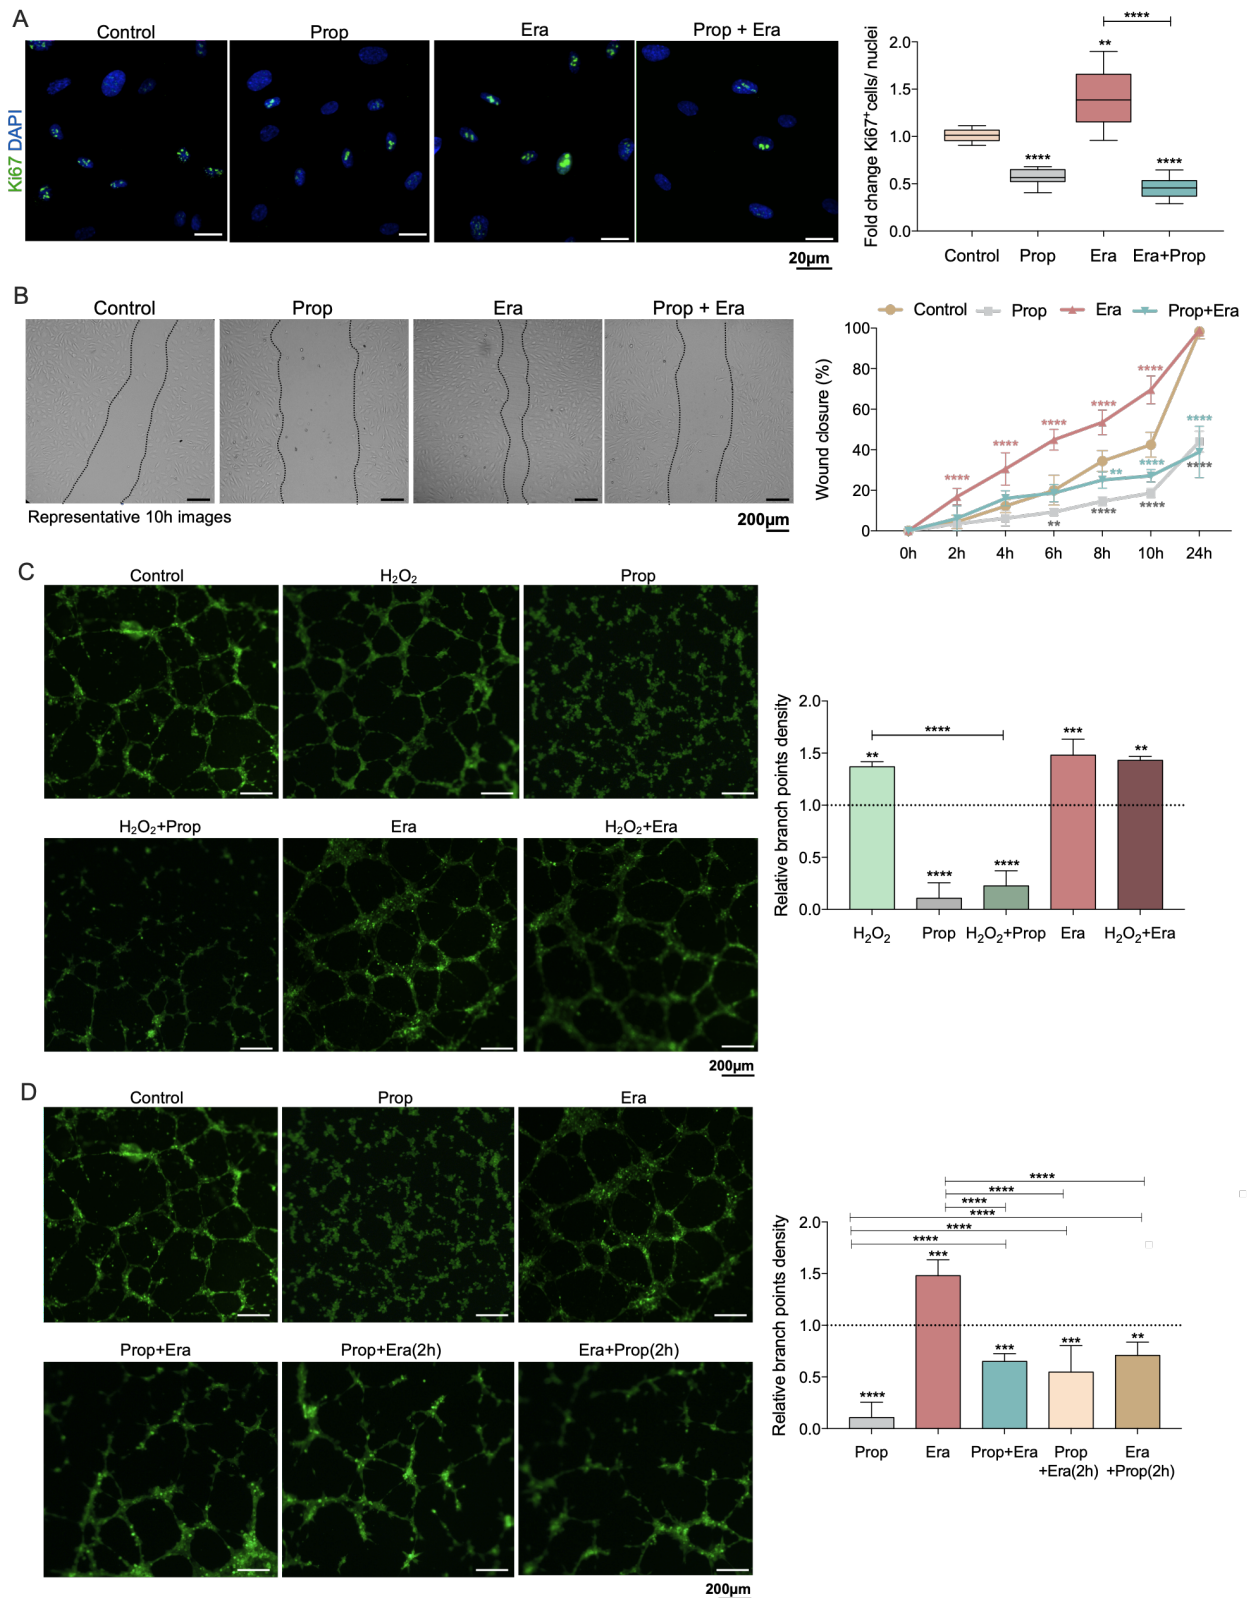 A
Control
Prop
Era
Prop + Era
Ki67 DAPI
20µm
Fold change Ki67⁺cells/ nuclei
2.0
1.5
1.0
0.5
0.0
****
**
****
****
Control
Prop
Era
Era+Prop
B
Control
Prop
Era
Prop + Era
Representative 10h images
200µm
Control
Prop
Era
Prop+Era
Wound closure (%)
100
80
60
40
20
0
****
****
****
****
****
**
****
****
**
****
****
****
0h
2h
4h
6h
8h
10h
24h
C
Control
H₂O₂
Prop
H₂O₂+Prop
Era
H₂O₂+Era
200µm
Relative branch points density
2.0
1.5
1.0
0.5
0.0
**
****
****
****
***
**
H₂O₂
Prop
H₂O₂+Prop
Era
H₂O₂+Era
D
Control
Prop
Era
Prop+Era
Prop+Era(2h)
Era+Prop(2h)
200µm
Relative branch points density
2.0
1.5
1.0
0.5
0.0
****
****
****
****
****
****
****
***
***
***
**
Prop
Era
Prop+Era
Prop
+Era(2h)
Era
+Prop(2h)